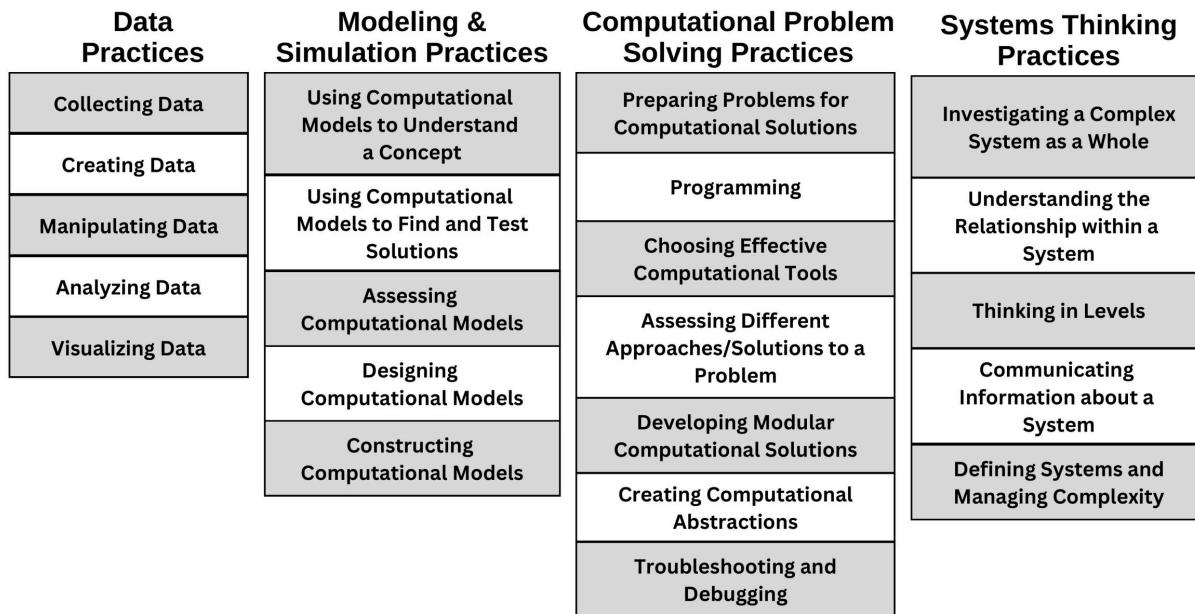 Data
Practices
Collecting Data
Creating Data
Manipulating Data
Analyzing Data
Visualizing Data
Modeling &
Simulation Practices
Using Computational
Models to Understand
a Concept
Using Computational
Models to Find and Test
Solutions
Assessing
Computational Models
Designing
Computational Models
Constructing
Computational Models
Computational Problem
Solving Practices
Preparing Problems for
Computational Solutions
Programming
Choosing Effective
Computational Tools
Assessing Different
Approaches/Solutions to a
Problem
Developing Modular
Computational Solutions
Creating Computational
Abstractions
Troubleshooting and
Debugging
Systems Thinking
Practices
Investigating a Complex
System as a Whole
Understanding the
Relationship within a
System
Thinking in Levels
Communicating
Information about a
System
Defining Systems and
Managing Complexity